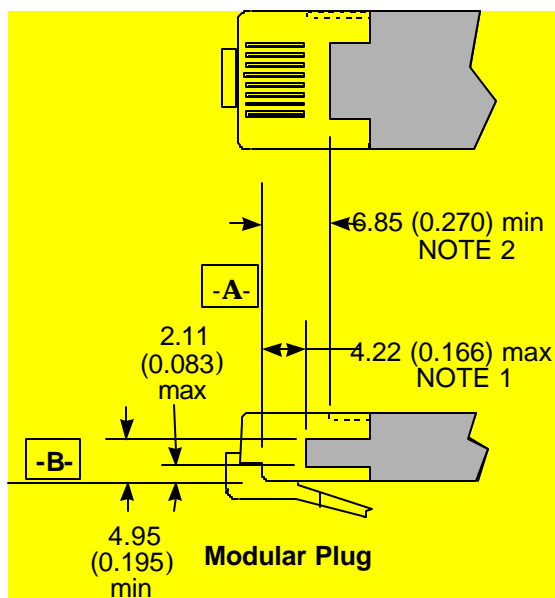 6.85 (0.270) min
NOTE 2
-A-
2.11
(0.083)
max
4.22 (0.166) max
NOTE 1
-B-
4.95
(0.195)
min
Modular Plug